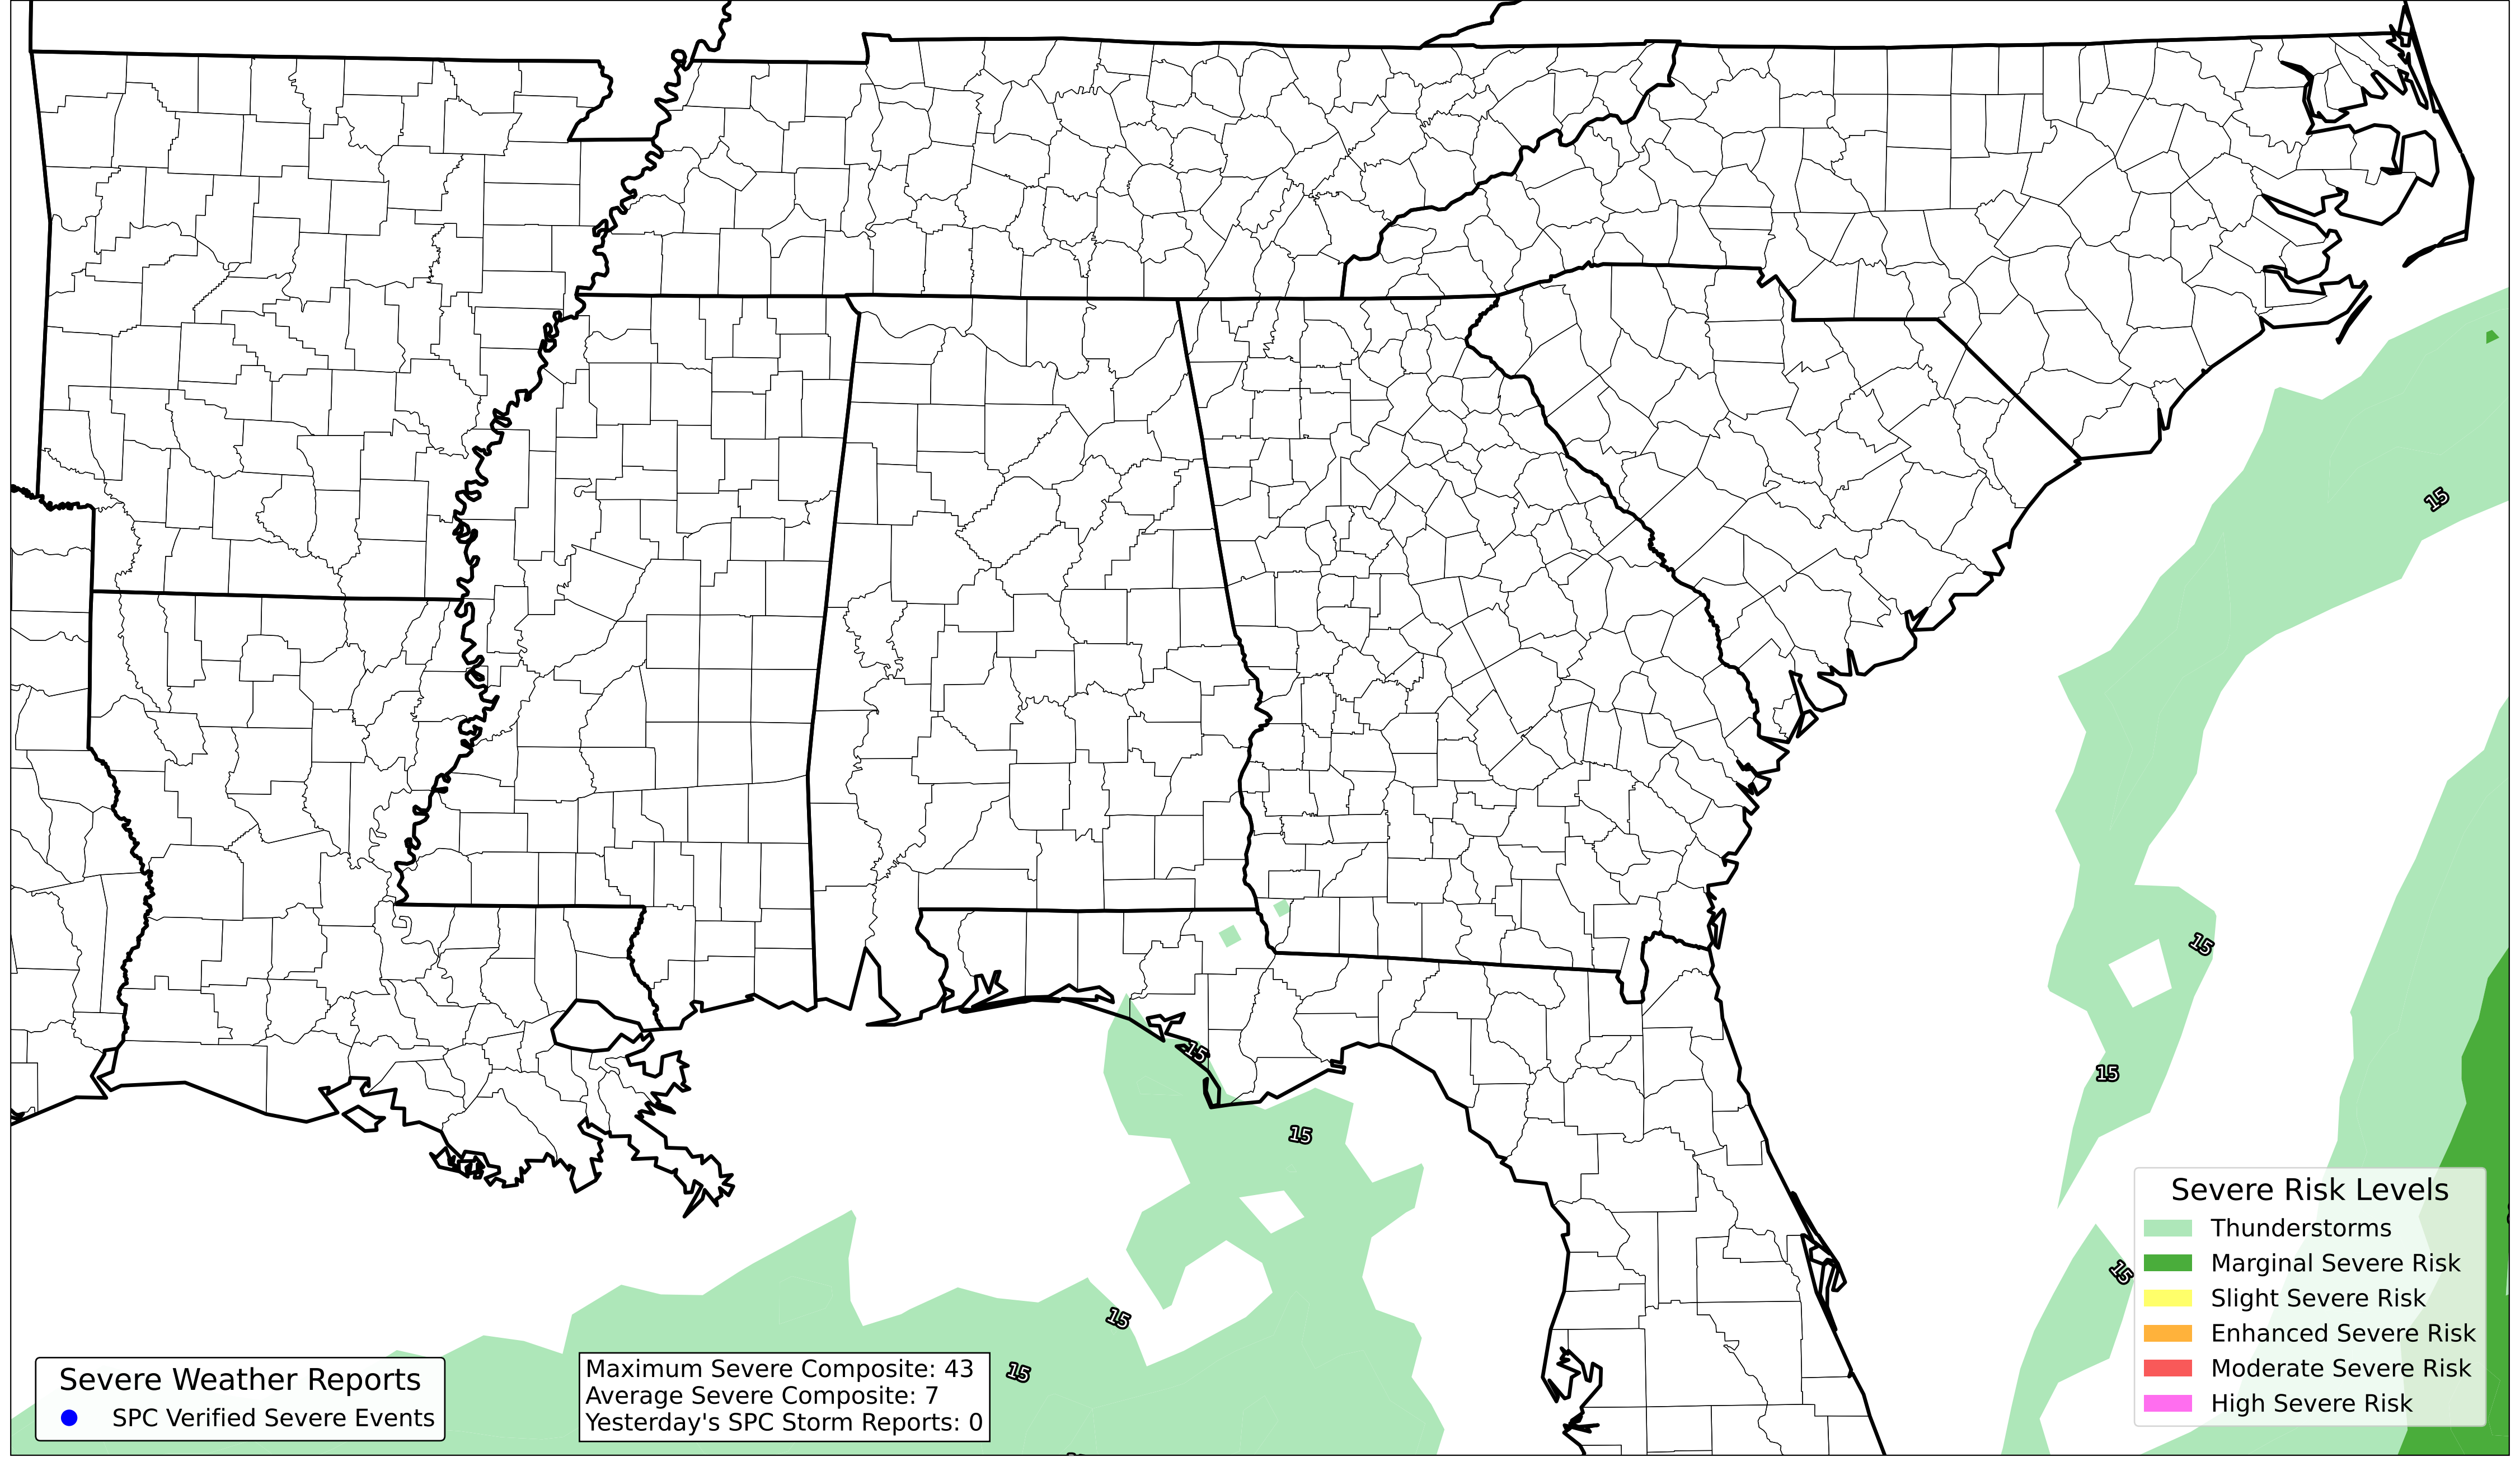 15
15
15
15
15
15
15
15
Severe Risk Levels
Thunderstorms
Marginal Severe Risk
Slight Severe Risk
Enhanced Severe Risk
Moderate Severe Risk
High Severe Risk
Severe Weather Reports
SPC Verified Severe Events
Maximum Severe Composite: 43
Average Severe Composite: 7
Yesterday's SPC Storm Reports: 0